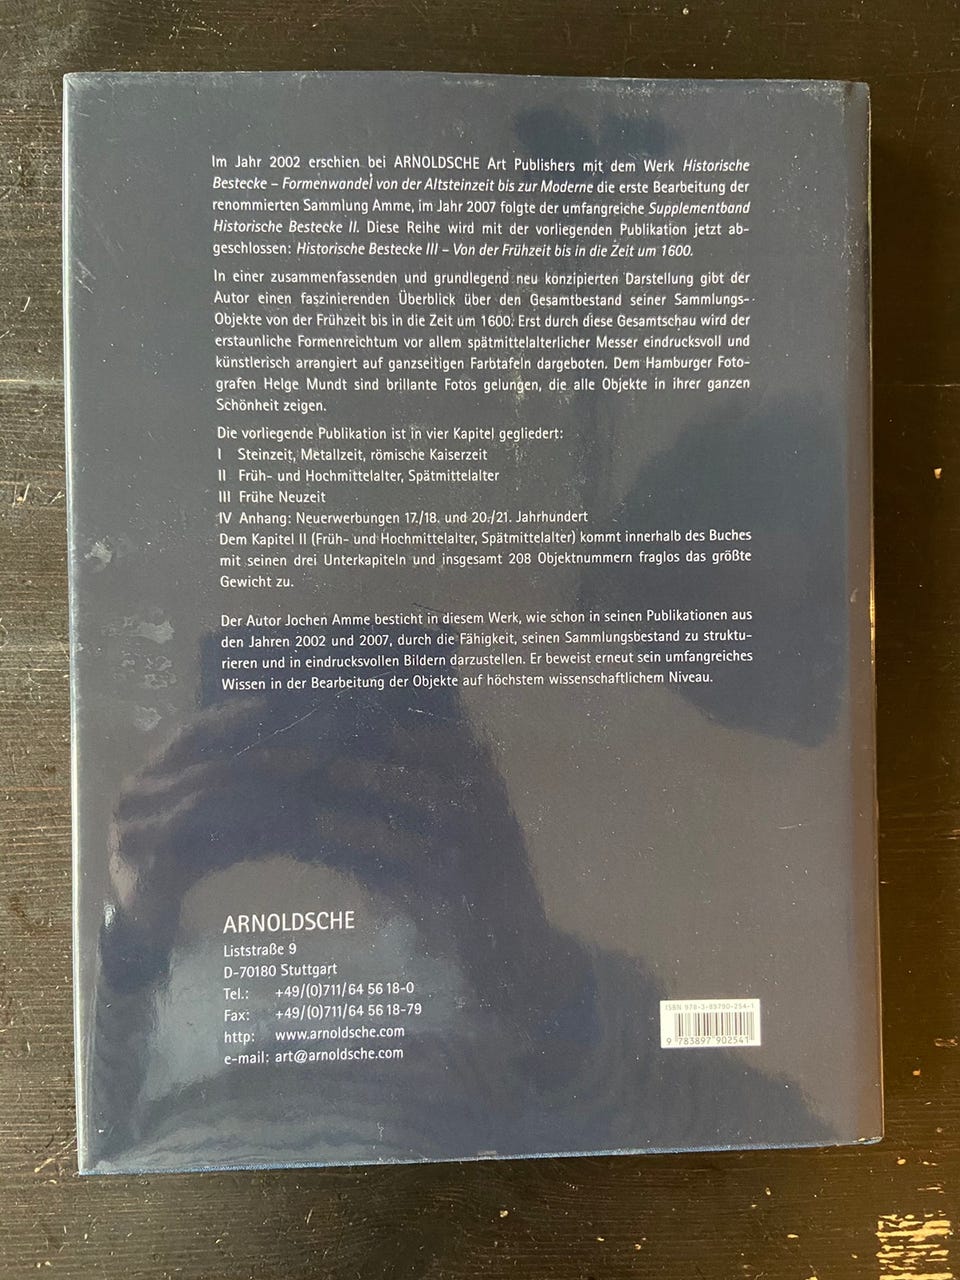 Im Jahr 2002 erschien bei ARNOLDSCHE Art Publishers mit dem Werk Historische
Bestecke – Formenwandel von der Altsteinzeit bis zur Moderne die erste Bearbeitung der
renommierten Sammlung Amme, im Jahr 2007 folgte der umfangreiche Supplementband
Historische Bestecke II. Diese Reihe wird mit der vorliegenden Publikation jetzt ab-
geschlossen: Historische Bestecke III – Von der Frühzeit bis in die Zeit um 1600.
In einer zusammenfassenden und grundlegend neu konzipierten Darstellung gibt der
Autor einen faszinierenden Überblick über den Gesamtbestand seiner Sammlungs-
Objekte von der Frühzeit bis in die Zeit um 1600. Erst durch diese Gesamtschau wird der
erstaunliche Formenreichtum vor allem spätmittelalterlicher Messer eindrucksvoll und
künstlerisch arrangiert auf ganzseitigen Farbtafeln dargeboten. Dem Hamburger Foto-
grafen Helge Mundt sind brillante Fotos gelungen, die alle Objekte in ihrer ganzen
Schönheit zeigen.
Die vorliegende Publikation ist in vier Kapitel gegliedert:
I Steinzeit, Metallzeit, römische Kaiserzeit
II Früh- und Hochmittelalter, Spätmittelalter
III Frühe Neuzeit
IV Anhang: Neuerwerbungen 17./18. und 20./21. Jahrhundert
Dem Kapitel II (Früh- und Hochmittelalter, Spätmittelalter) kommt innerhalb des Buches
mit seinen drei Unterkapiteln und insgesamt 208 Objektnummern fraglos das größte
Gewicht zu.
Der Autor Jochen Amme besticht in diesem Werk, wie schon in seinen Publikationen aus
den Jahren 2002 und 2007, durch die Fähigkeit, seinen Sammlungsbestand zu struktu-
rieren und in eindrucksvollen Bildern darzustellen. Er beweist erneut sein umfangreiches
Wissen in der Bearbeitung der Objekte auf höchstem wissenschaftlichem Niveau.
ARNOLDSCHE
Liststraße 9
D-70180 Stuttgart
Tel.: +49/(0)711/64 56 18-0
Fax: +49/(0)711/64 56 18-79
http: www.arnoldsche.com
e-mail: art@arnoldsche.com
ISBN 978-3-89790-254-1
9 783897 902541